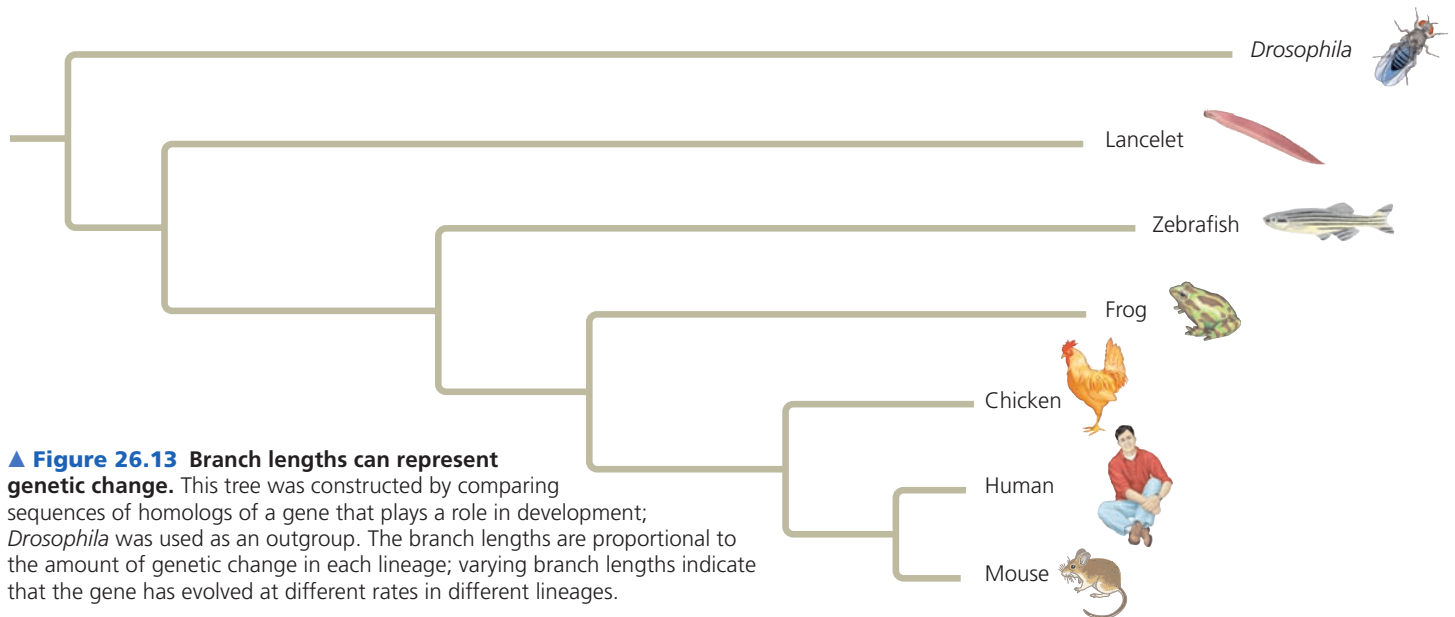 Drosophila
Lancelet
Zebrafish
Frog
Chicken
Human
Mouse
▲ Figure 26.13 Branch lengths can represent
genetic change. This tree was constructed by comparing
sequences of homologs of a gene that plays a role in development;
Drosophila was used as an outgroup. The branch lengths are proportional to
the amount of genetic change in each lineage; varying branch lengths indicate
that the gene has evolved at different rates in different lineages.